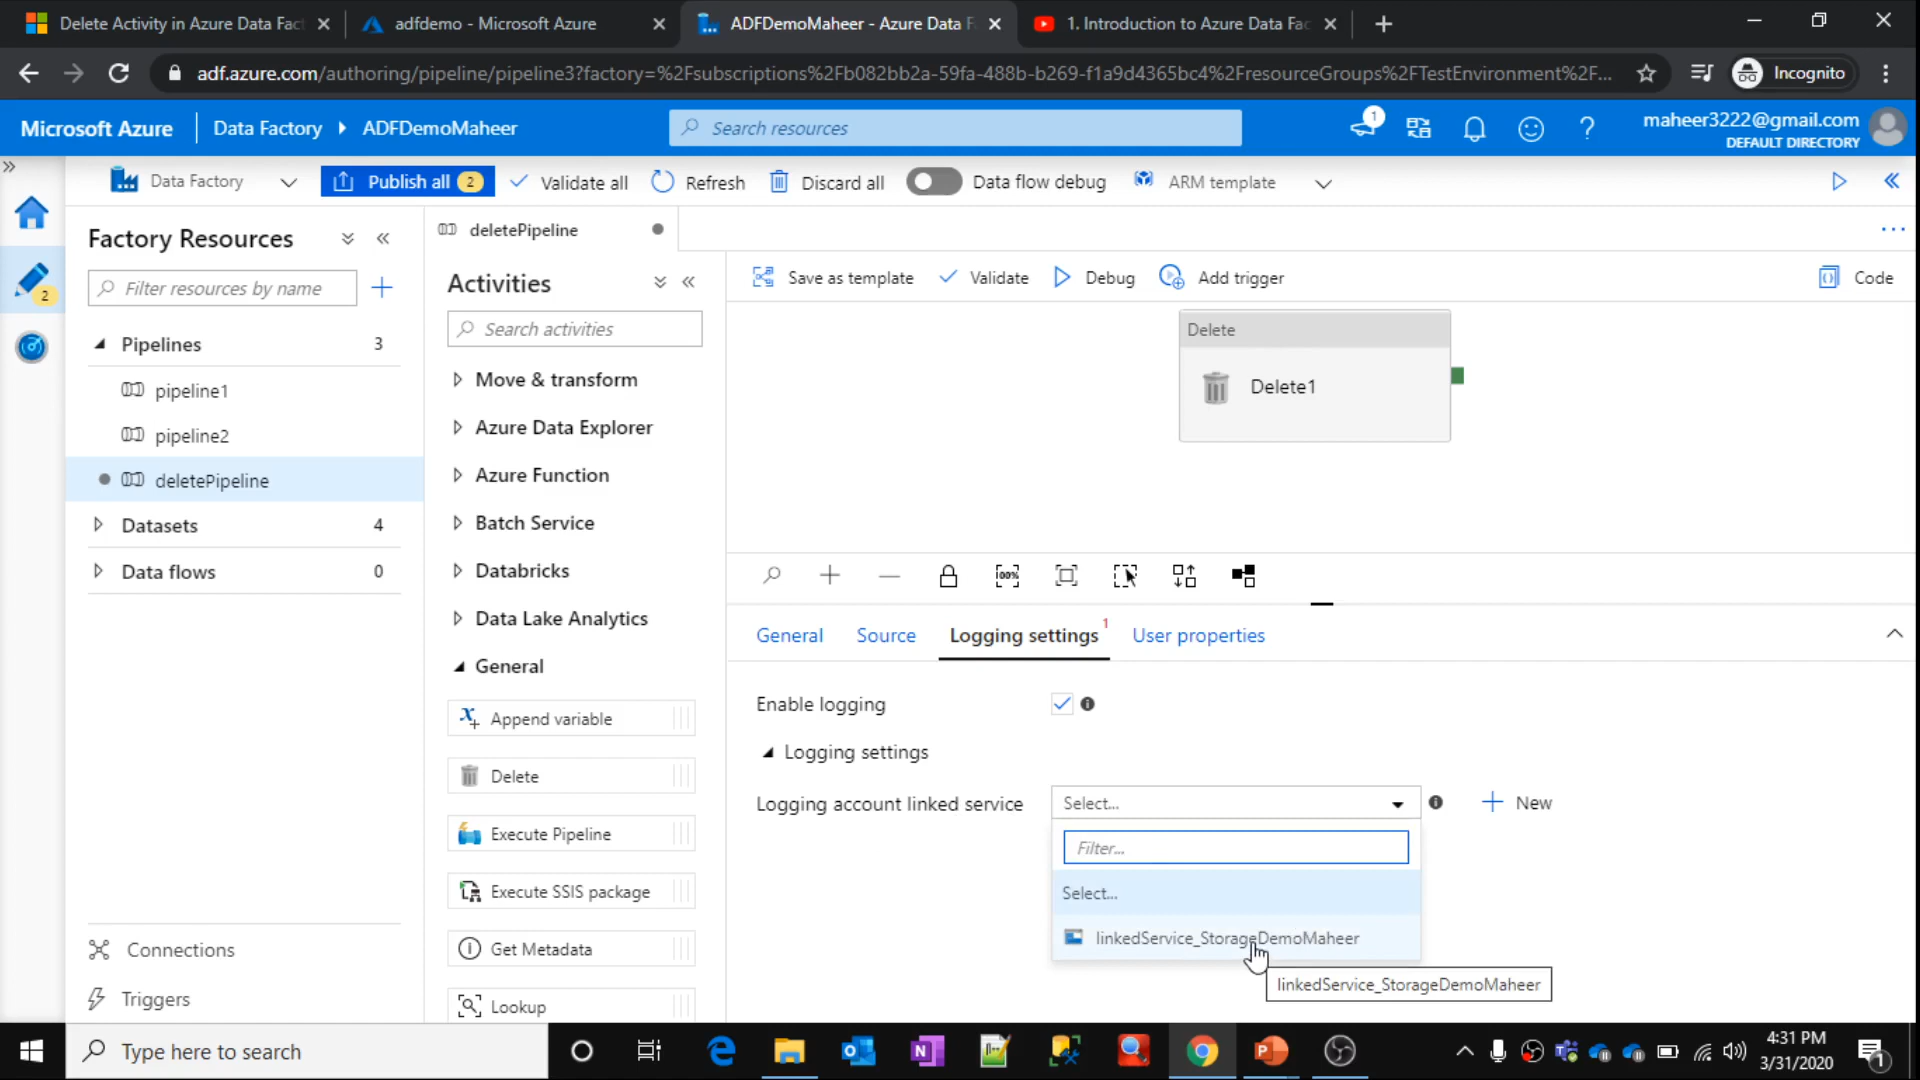 Delete Activity in Azure Data Fact
adfdemo - Microsoft Azure
ADFDemoMaheer - Azure Data F
1. Introduction to Azure Data Fac
adf.azure.com/authoring/pipeline/pipeline3?factory=%2Fsubscriptions%2Fb082bb2a-59fa-488b-b269-f1a9d4365bc4%2FresourceGroups%2FTestEnvironment%2F...
Incognito
Microsoft Azure
Data Factory
ADFDemoMaheer
Search resources
1
?
maheer3222@gmail.com
DEFAULT DIRECTORY
Data Factory
Publish all 2
Validate all
Refresh
Discard all
Data flow debug
ARM template
2
Factory Resources
Filter resources by name
Pipelines 3
pipeline1
pipeline2
deletePipeline
Datasets 4
Data flows 0
Connections
Triggers
deletePipeline
Activities
Search activities
Move & transform
Azure Data Explorer
Azure Function
Batch Service
Databricks
Data Lake Analytics
General
Append variable
Delete
Execute Pipeline
Execute SSIS package
Get Metadata
Lookup
Save as template
Validate
Debug
Add trigger
Code
Delete
Delete1
100%
General
Source
Logging settings 1
User properties
Enable logging
Logging settings
Logging account linked service
Select...
New
Filter...
Select...
linkedService_StorageDemoMaheer
linkedService_StorageDemoMaheer
Type here to search
4:31 PM
3/31/2020
1